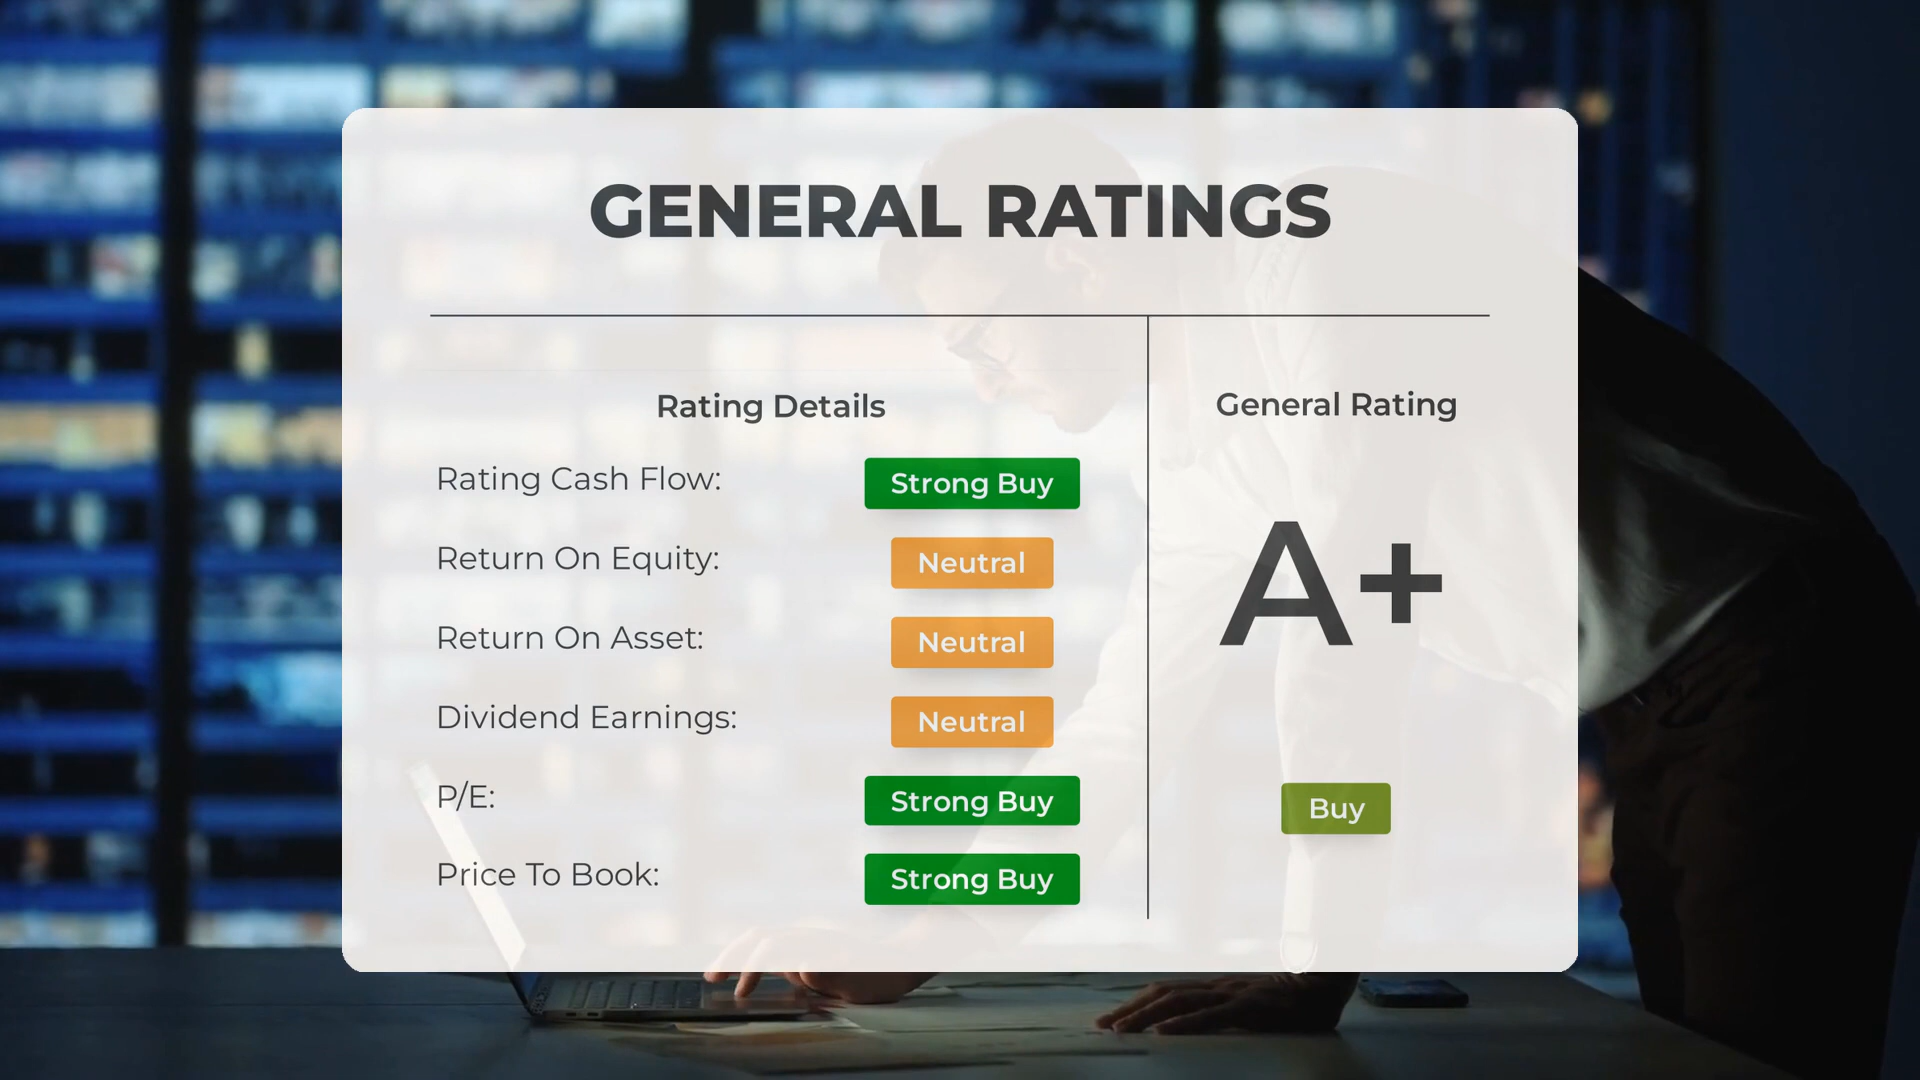 GENERAL RATINGS
Rating Details
Rating Cash Flow: Strong Buy
Return On Equity: Neutral
Return On Asset: Neutral
Dividend Earnings: Neutral
P/E: Strong Buy
Price To Book: Strong Buy
General Rating
A+
Buy